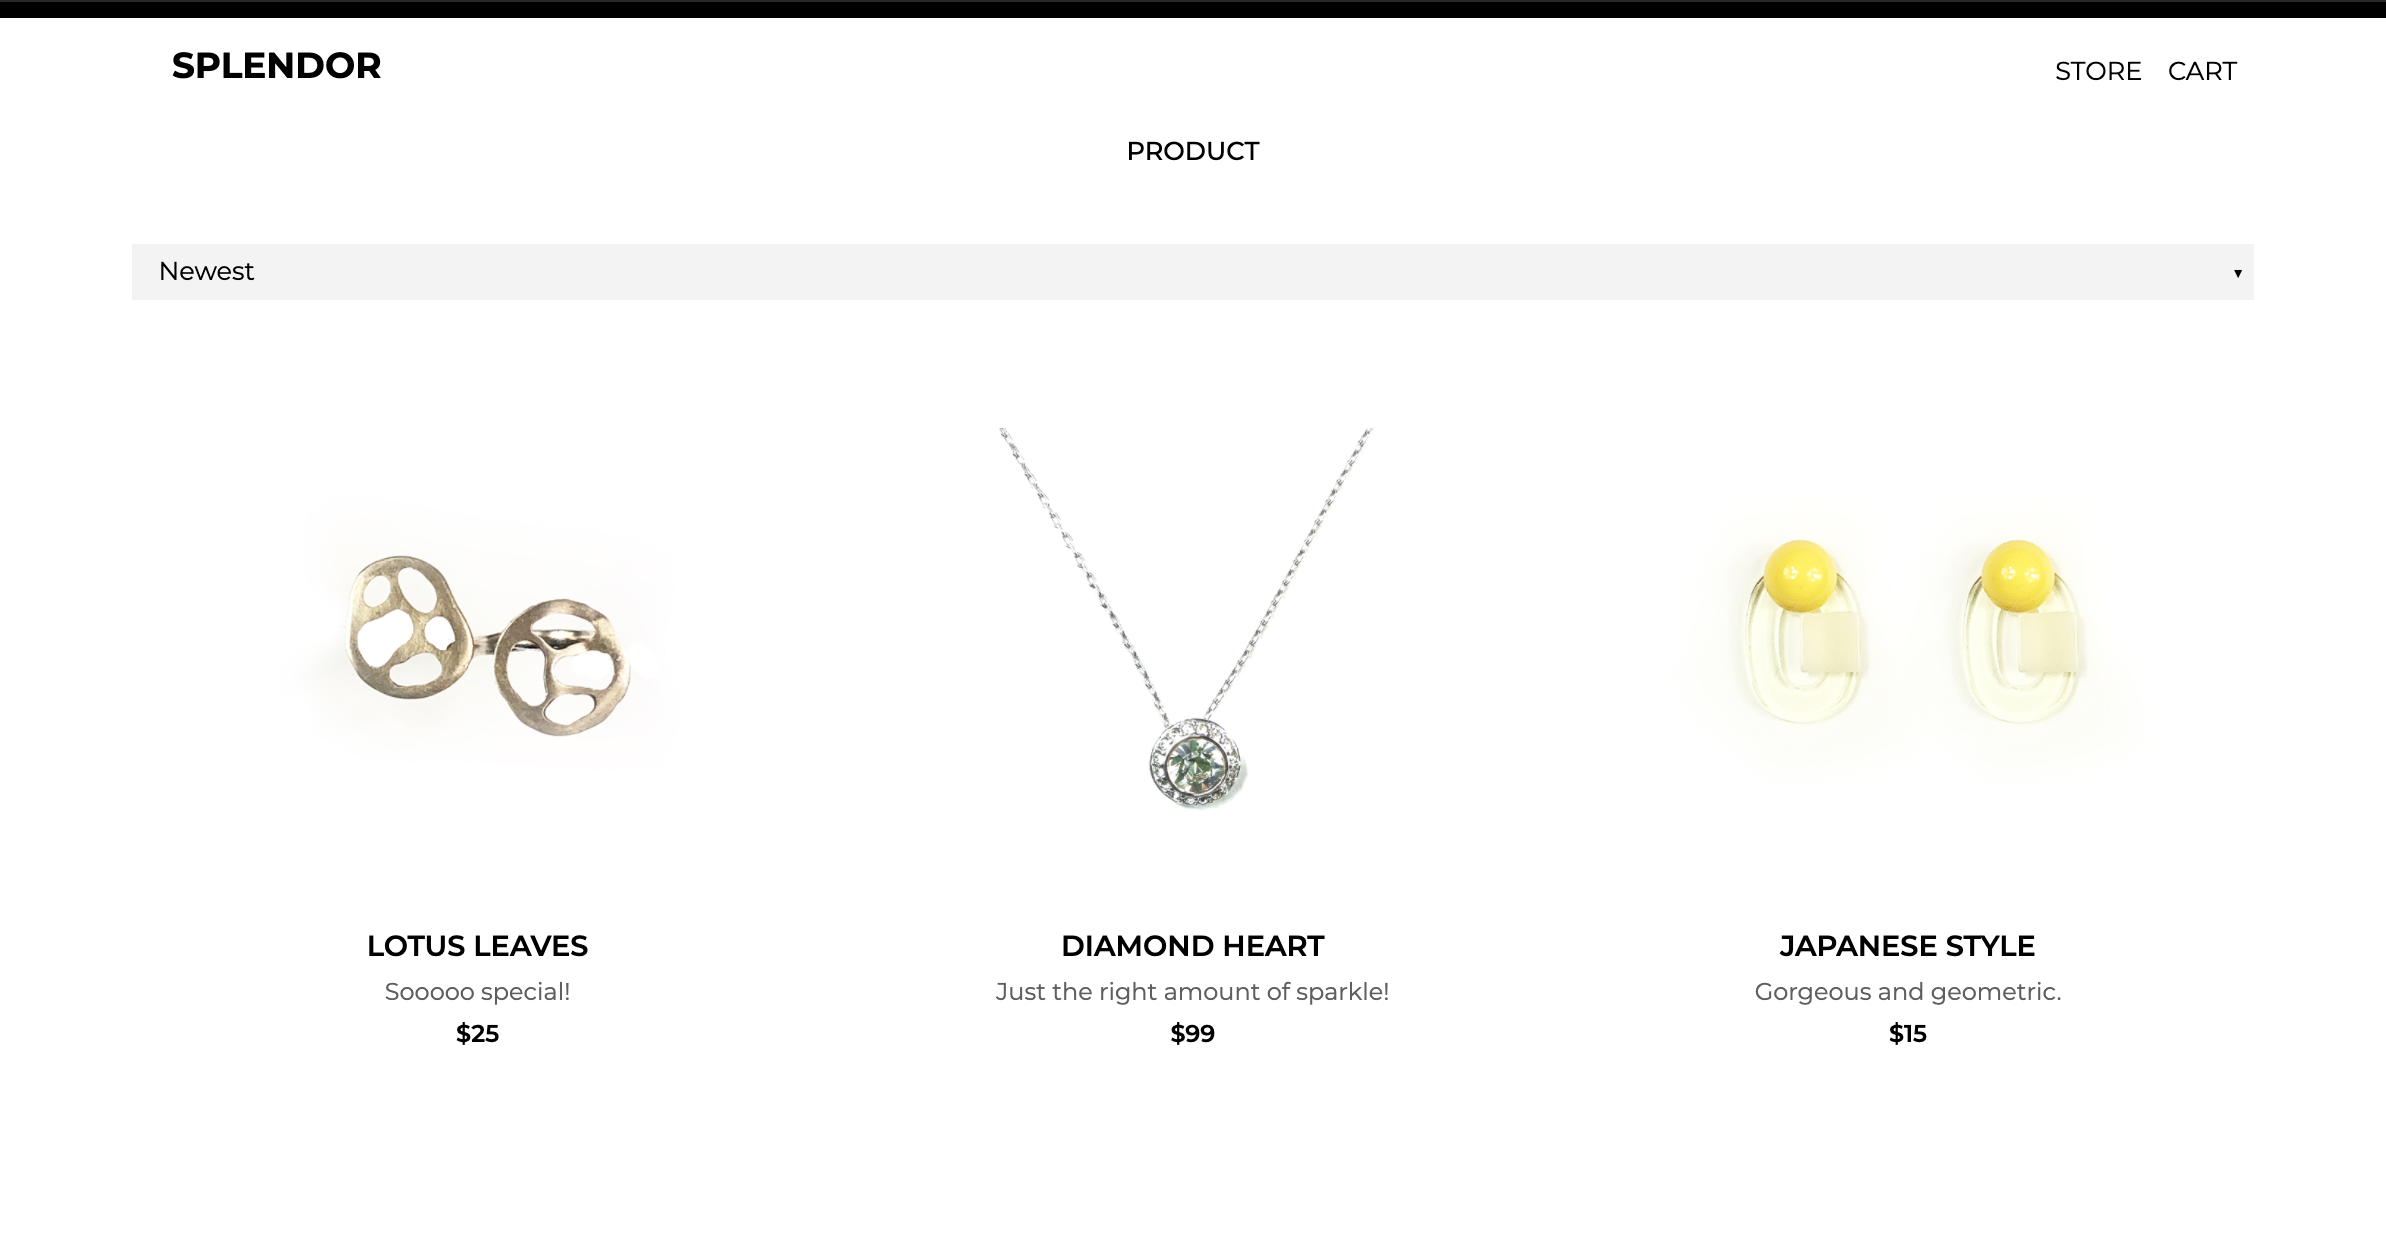 SPLENDOR
STORE CART
PRODUCT
Newest
LOTUS LEAVES
Sooooo special!
$25
DIAMOND HEART
Just the right amount of sparkle!
$99
JAPANESE STYLE
Gorgeous and geometric.
$15